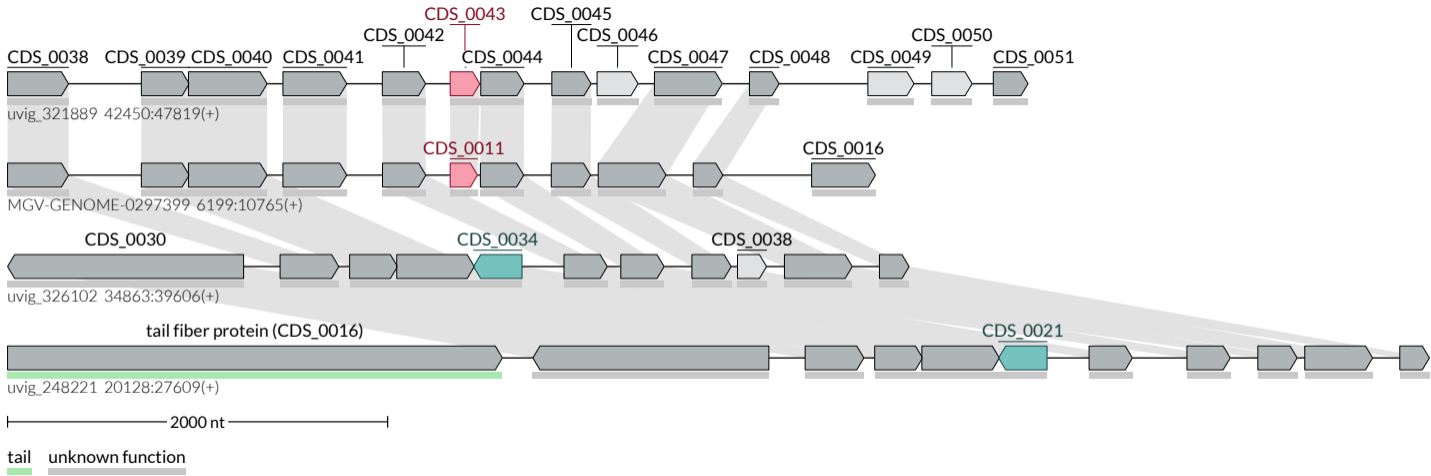 CDS_0043 CDS_0045
CDS_0042 CDS_0046 CDS_0050
CDS_0038 CDS_0039 CDS_0040 CDS_0041 CDS_0044 CDS_0047 CDS_0048 CDS_0049 CDS_0051
uvig_321889 42450:47819(+)
CDS_0011 CDS_0016
MGV-GENOME-0297399 6199:10765(+)
CDS_0030 CDS_0034 CDS_0038
uvig_326102 34863:39606(+)
tail fiber protein (CDS_0016) CDS_0021
uvig_248221 20128:27609(+)
2000 nt
tail unknown function